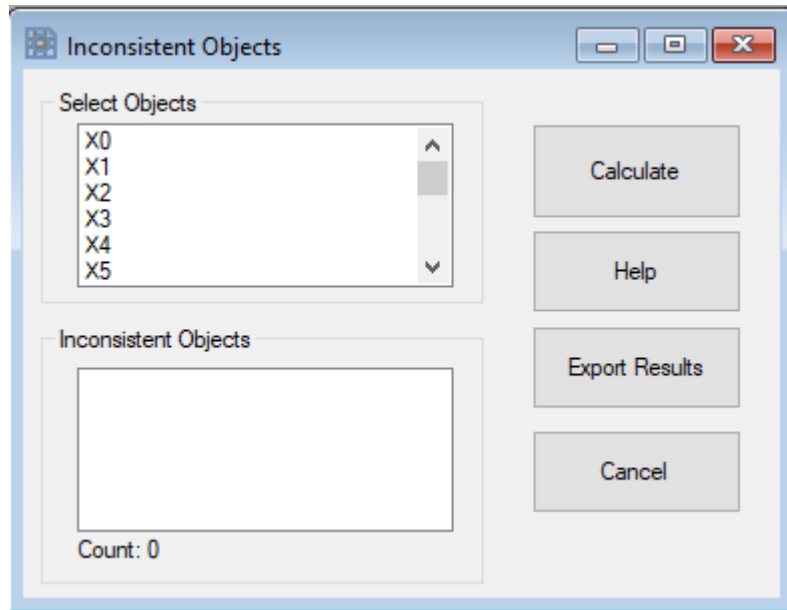 Inconsistent Objects
Select Objects
X0
X1
X2
X3
X4
X5
Calculate
Help
Inconsistent Objects
Count: 0
Export Results
Cancel